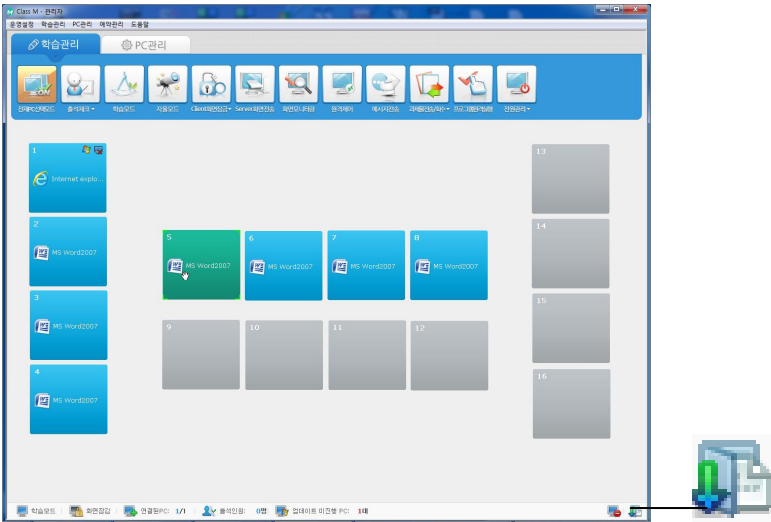 Class M - 관리자
운영설정 학습관리 PC관리 예약관리 도움말
학습관리 PC관리
전체PC선택모드 출석체크 학습모드 자율모드 Client화면잠금 Server화면전송 화면모니터링 원격제어 메시지전송 과제물전송/회수 프로그램원격실행 전원관리
1
Internet explo...
2
MS Word2007
3
MS Word2007
4
MS Word2007
5
MS Word2007
6
MS Word2007
7
MS Word2007
8
MS Word2007
9
10
11
12
13
14
15
16
학습모드 화면잠김 연결된PC: 1/1 출석인원: 0명 업데이트 미진행 PC: 1대